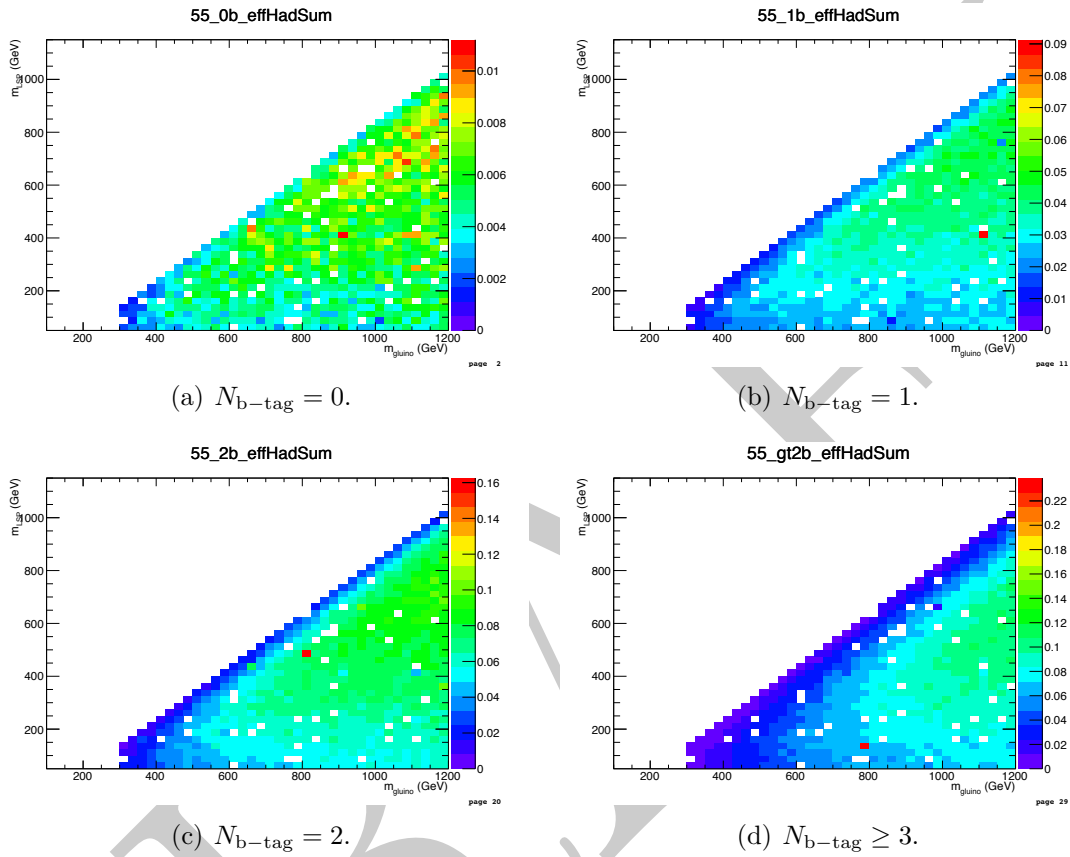 55_0b_effHadSum
m_LSP (GeV)
1000
800
600
400
200
200 400 600 800 1000 1200
m_gluino (GeV)
0.01
0.008
0.006
0.004
0.002
0
page 2
(a) N_b−tag = 0.
55_1b_effHadSum
m_LSP (GeV)
1000
800
600
400
200
200 400 600 800 1000 1200
m_gluino (GeV)
0.09
0.08
0.07
0.06
0.05
0.04
0.03
0.02
0.01
0
page 11
(b) N_b−tag = 1.
55_2b_effHadSum
m_LSP (GeV)
1000
800
600
400
200
200 400 600 800 1000 1200
m_gluino (GeV)
0.16
0.14
0.12
0.1
0.08
0.06
0.04
0.02
0
page 20
(c) N_b−tag = 2.
55_gt2b_effHadSum
m_LSP (GeV)
1000
800
600
400
200
200 400 600 800 1000 1200
m_gluino (GeV)
0.22
0.2
0.18
0.16
0.14
0.12
0.1
0.08
0.06
0.04
0.02
0
page 29
(d) N_b−tag ≥ 3.